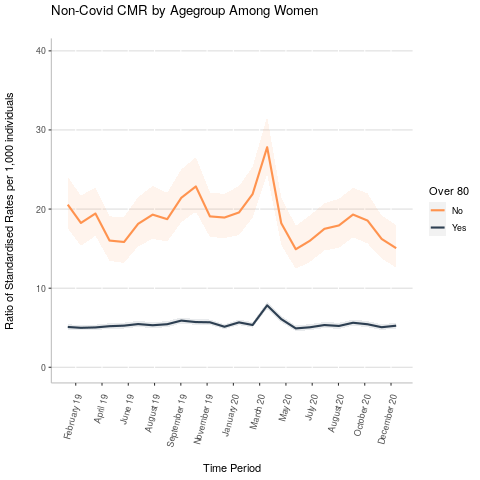 Non-Covid CMR by Agegroup Among Women
Ratio of Standardised Rates per 1,000 individuals
40
30
20
10
0
February 19
April 19
June 19
August 19
September 19
November 19
January 20
March 20
May 20
July 20
August 20
October 20
December 20
Time Period
Over 80
No
Yes